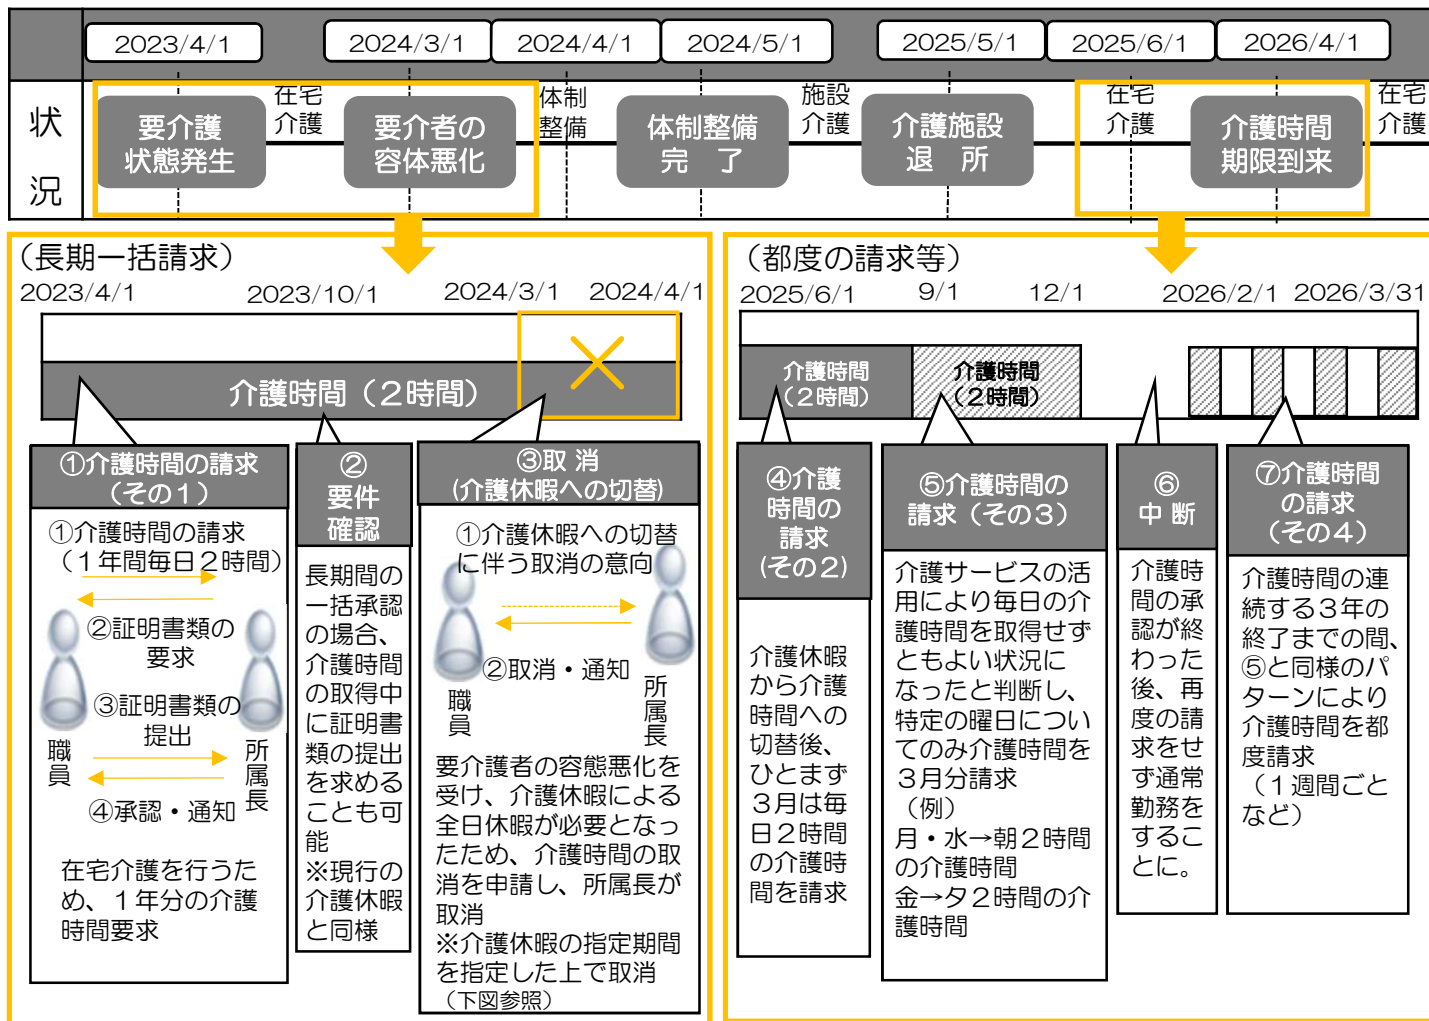 2023/4/1
2024/3/1
2024/4/1
2024/5/1
2025/5/1
2025/6/1
2026/4/1
状
況
要介護
状態発生
在宅
介護
要介者の
容体悪化
体制
整備
体制整備
完 了
施設
介護
介護施設
退 所
在宅
介護
介護時間
期限到来
在宅
介護
（長期一括請求）
2023/4/1
2023/10/1
2024/3/1
2024/4/1
介護時間（２時間）
①介護時間の請求
（その１）
①介護時間の請求
（１年間毎日２時間）
②証明書類の
要求
③証明書類の
提出
④承認・通知
職員
所属長
在宅介護を行うた
め、１年分の介護
時間要求
②
要件
確認
長期間の
一括承認
の場合、
介護時間
の取得中
に証明書
類の提出
を求める
ことも可
能
※現行の
介護休暇
と同様
③取 消
(介護休暇への切替)
①介護休暇への切替
に伴う取消の意向
②取消・通知
職員
所属長
要介護者の容態悪化を
受け、介護休暇による
全日休暇が必要となっ
たため、介護時間の取
消を申請し、所属長が
取消
※介護休暇の指定期間
を指定した上で取消
（下図参照）
（都度の請求等）
2025/6/1
9/1
12/1
2026/2/1
2026/3/31
介護時間
（２時間）
介護時間
（２時間）
④介護
時間の
請求
(その２)
介護休暇
から介護
時間への
切替後、
ひとまず
３月は毎
日２時間
の介護時
間を請求
⑤介護時間の
請求（その３）
介護サービスの活
用により毎日の介
護時間を取得せず
ともよい状況に
なったと判断し、
特定の曜日につい
てのみ介護時間を
３月分請求
（例）
月・水→朝２時間
の介護時間
金→夕２時間の介
護時間
⑥
中 断
介護時
間の承
認が終
わった
後、再
度の請
求をせ
ず通常
勤務を
するこ
とに。
⑦介護時間
の請求
（その４）
介護時間の連
続する３年の
終了までの間、
⑤と同様のパ
ターンにより
介護時間を都
度請求
（１週間ごと
など）